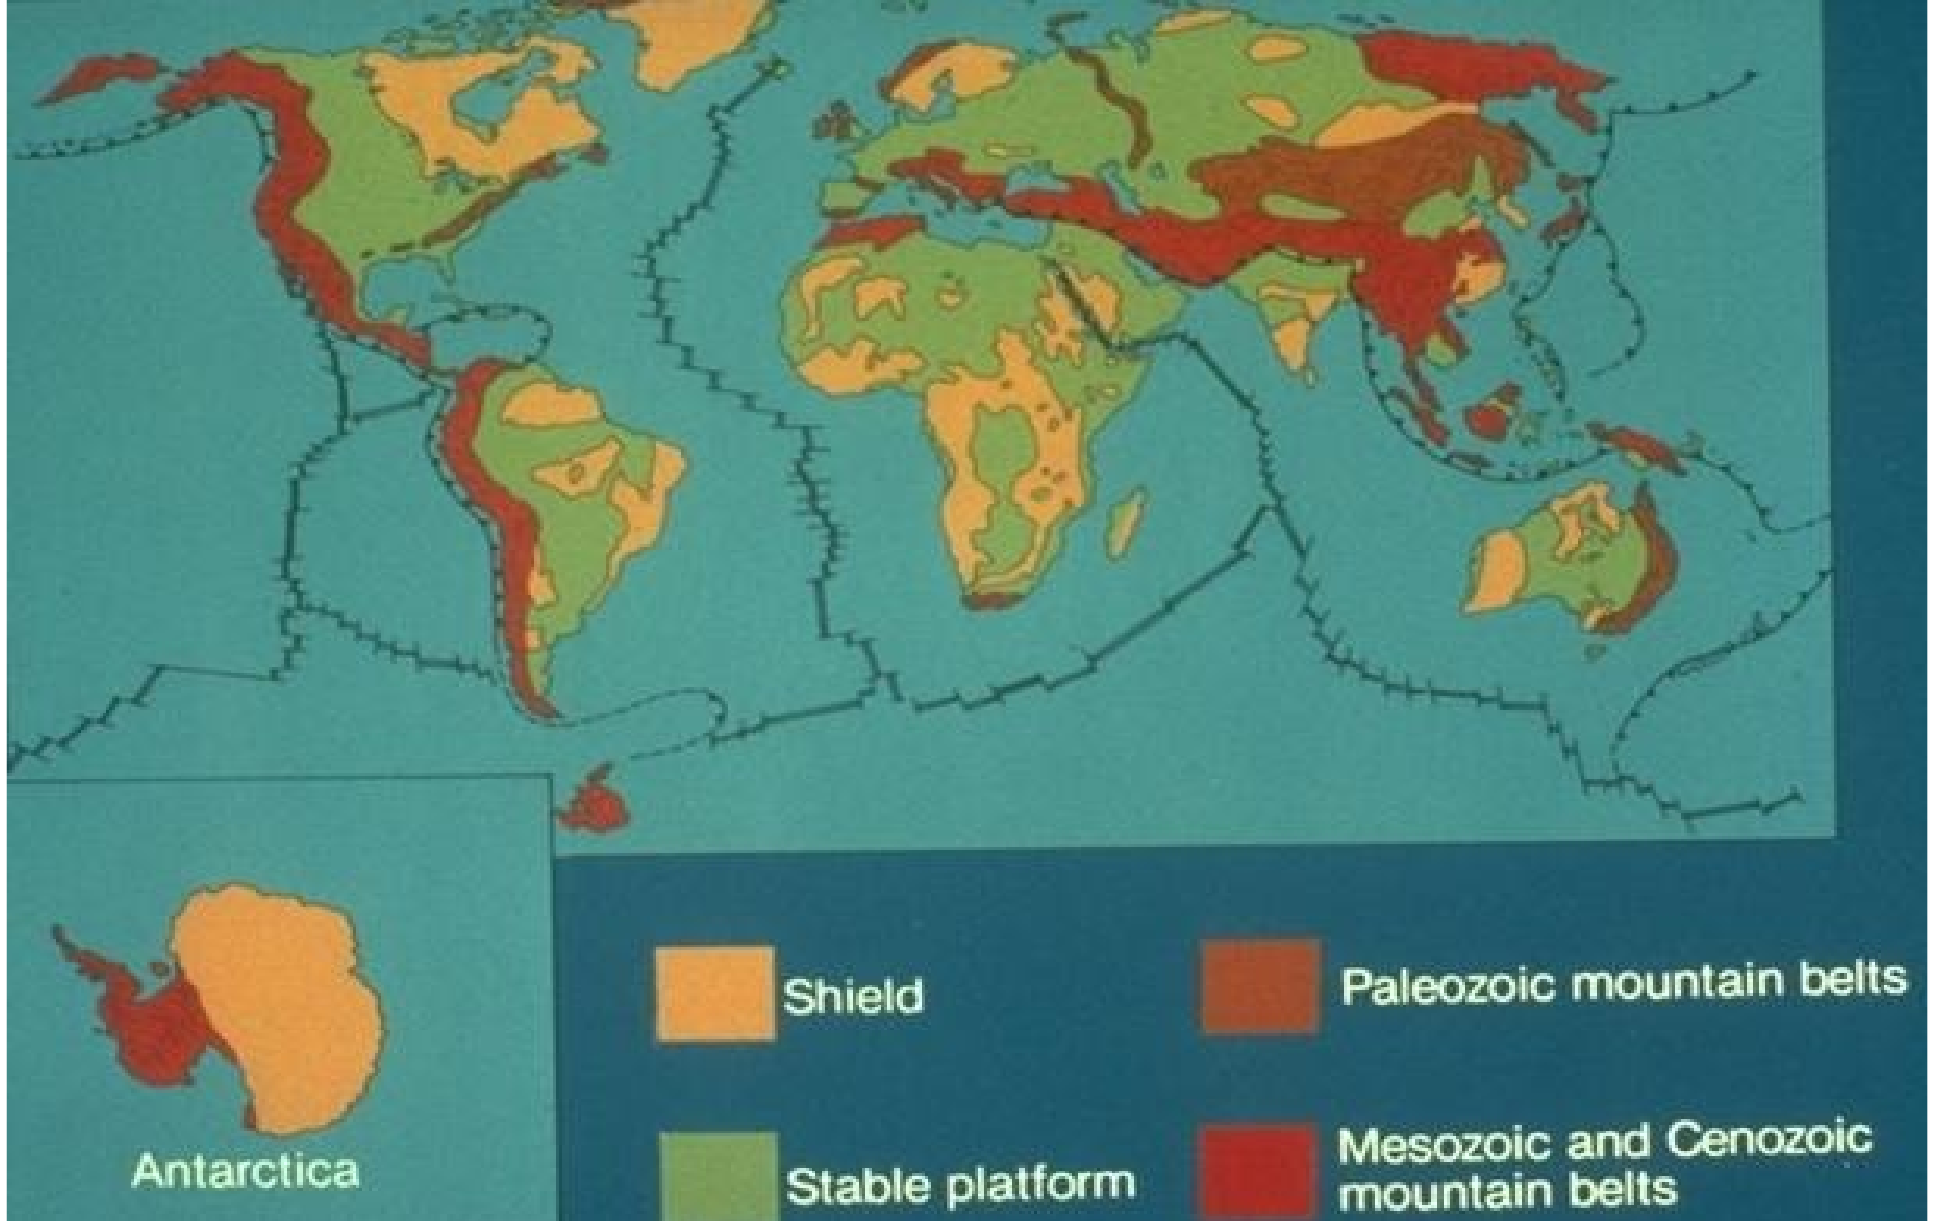 Shield
Paleozoic mountain belts
Antarctica
Stable platform
Mesozoic and Cenozoic
mountain belts